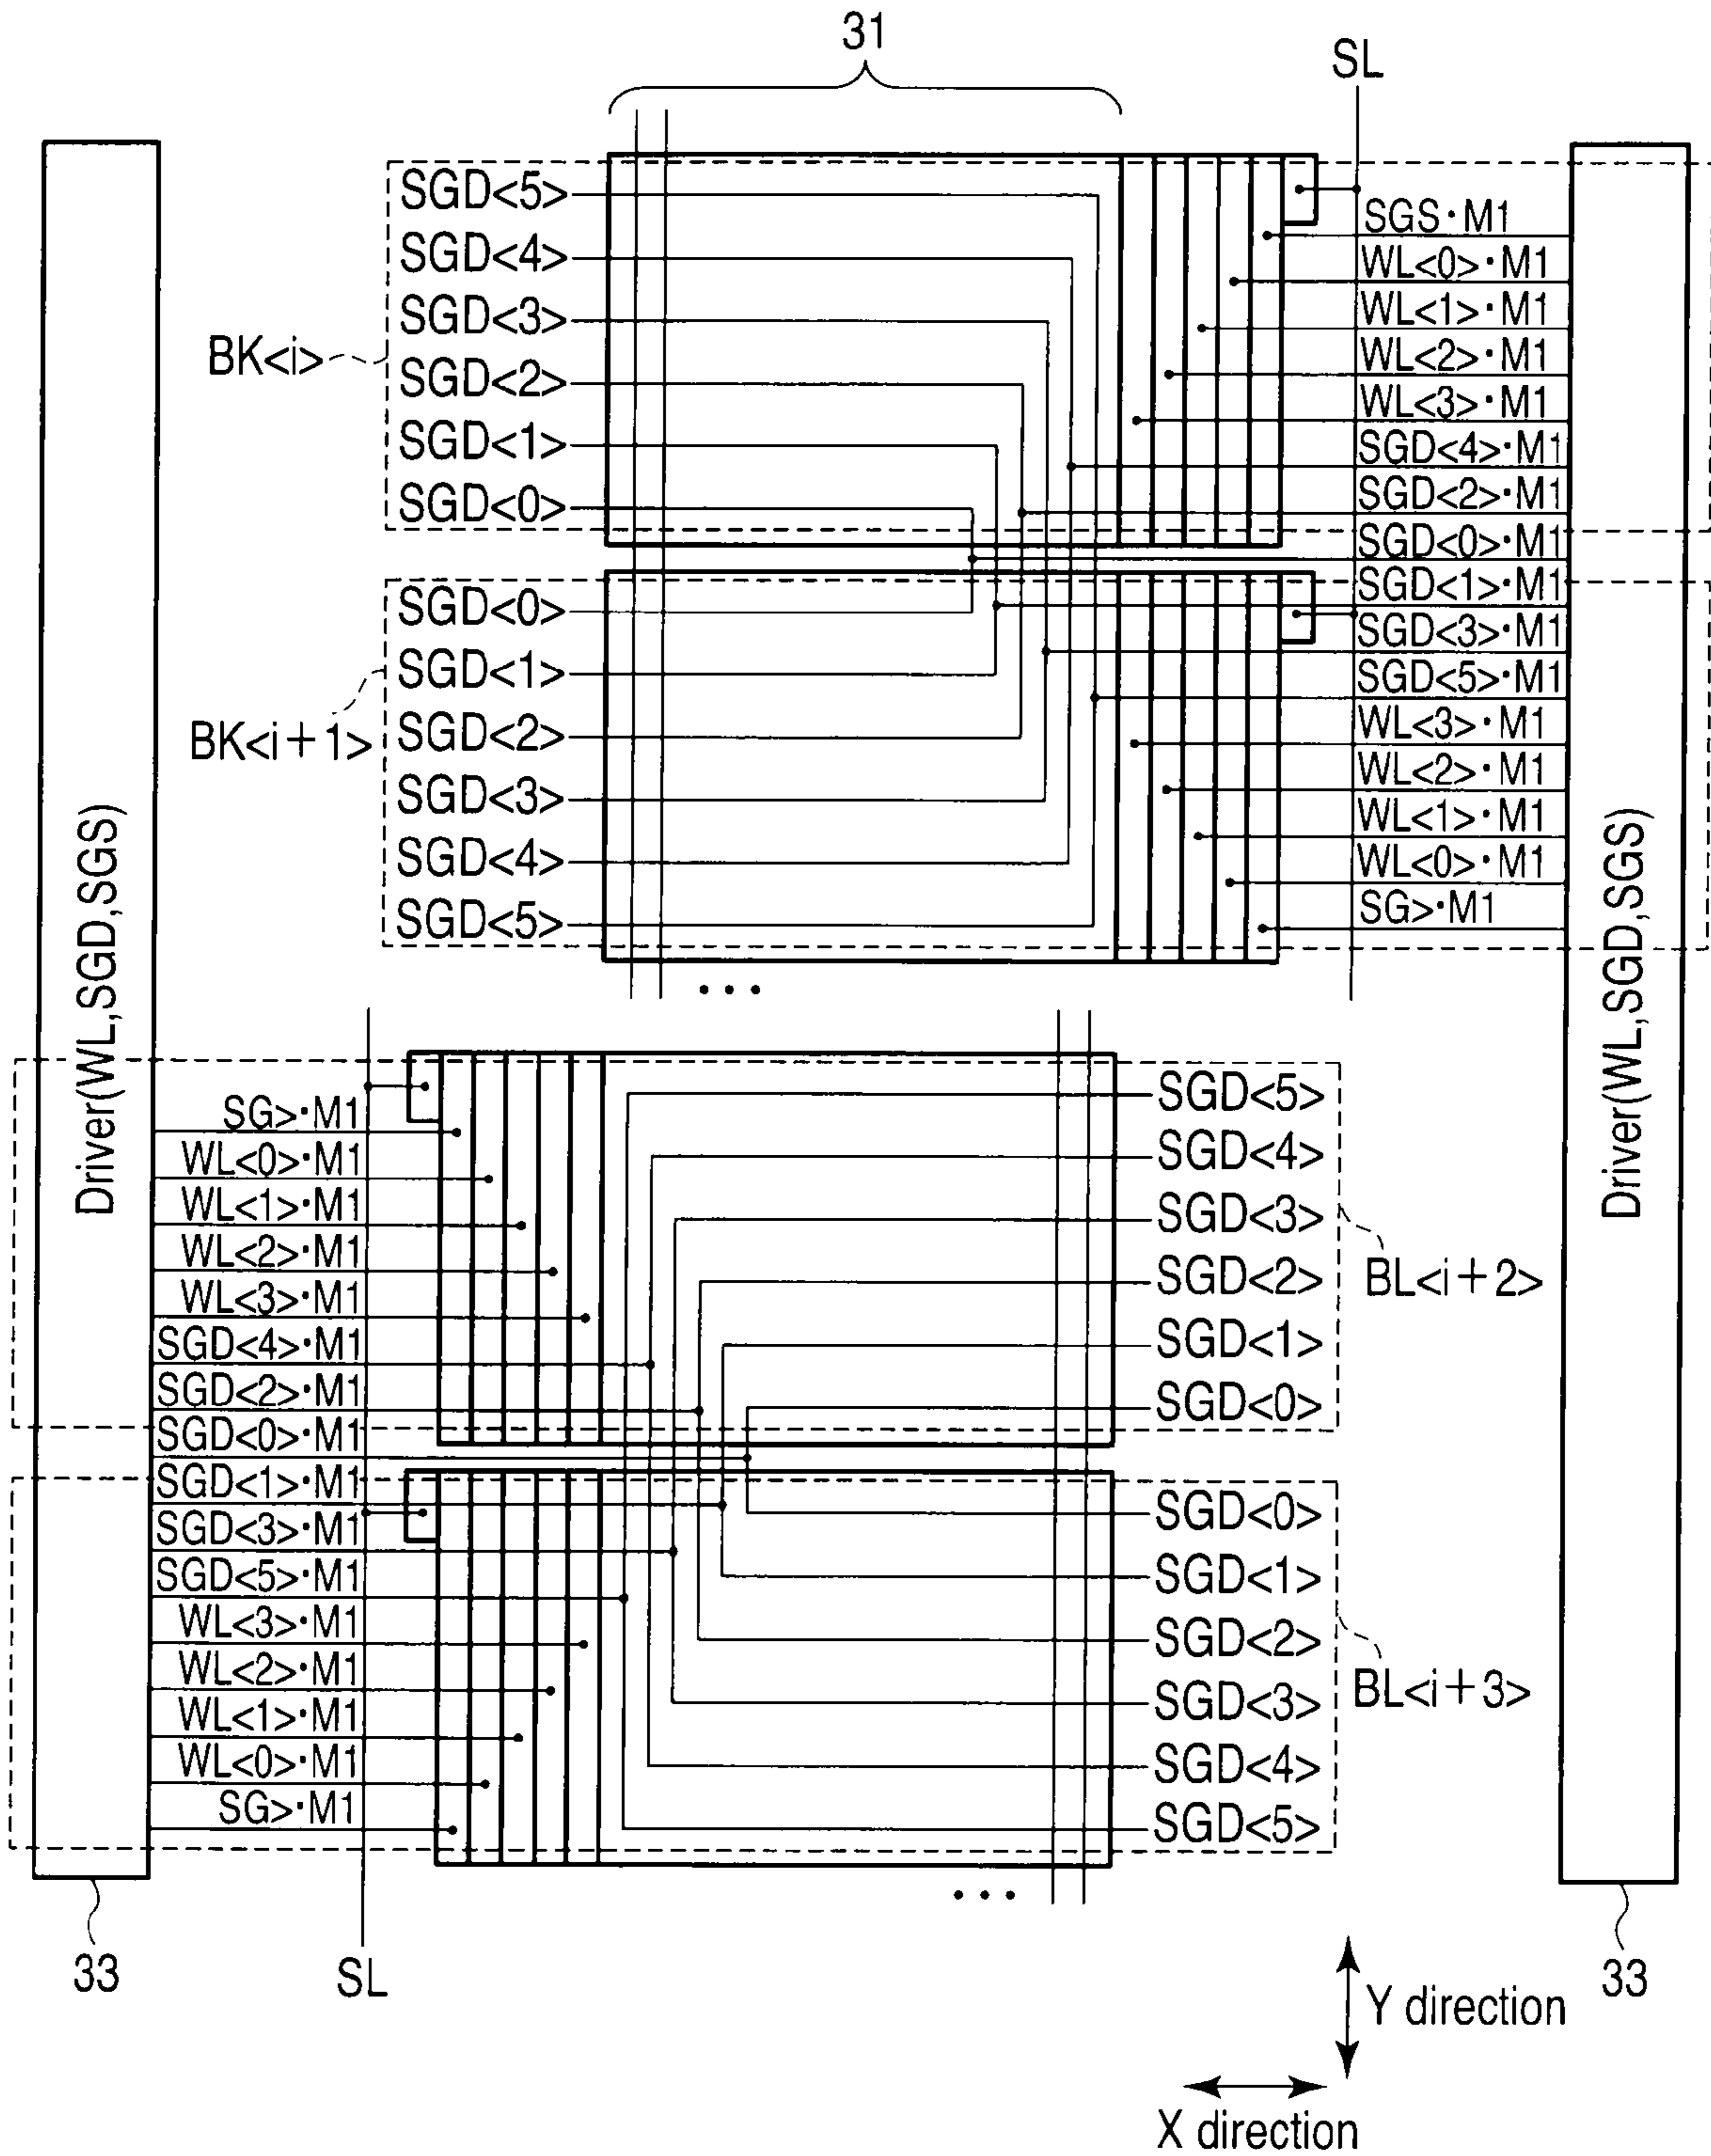 31
SL
SGD<5>
SGD<4>
SGD<3>
SGD<2>
SGD<1>
SGD<0>
BK<i>
SGS·M1
WL<0>·M1
WL<1>·M1
WL<2>·M1
WL<3>·M1
SGD<4>·M1
SGD<2>·M1
SGD<0>·M1
SGD<0>
SGD<1>
SGD<2>
SGD<3>
SGD<4>
SGD<5>
BK<i+1>
SGD<1>·M1
SGD<3>·M1
SGD<5>·M1
WL<3>·M1
WL<2>·M1
WL<1>·M1
WL<0>·M1
SG>·M1
Driver(WL,SGD,SGS)
Driver(WL,SGD,SGS)
SG>·M1
WL<0>·M1
WL<1>·M1
WL<2>·M1
WL<3>·M1
SGD<4>·M1
SGD<2>·M1
SGD<0>·M1
SGD<5>
SGD<4>
SGD<3>
SGD<2>
SGD<1>
SGD<0>
BL<i+2>
SGD<1>·M1
SGD<3>·M1
SGD<5>·M1
WL<3>·M1
WL<2>·M1
WL<1>·M1
WL<0>·M1
SG>·M1
SGD<0>
SGD<1>
SGD<2>
SGD<3>
SGD<4>
SGD<5>
BL<i+3>
33
SL
33
Y direction
X direction